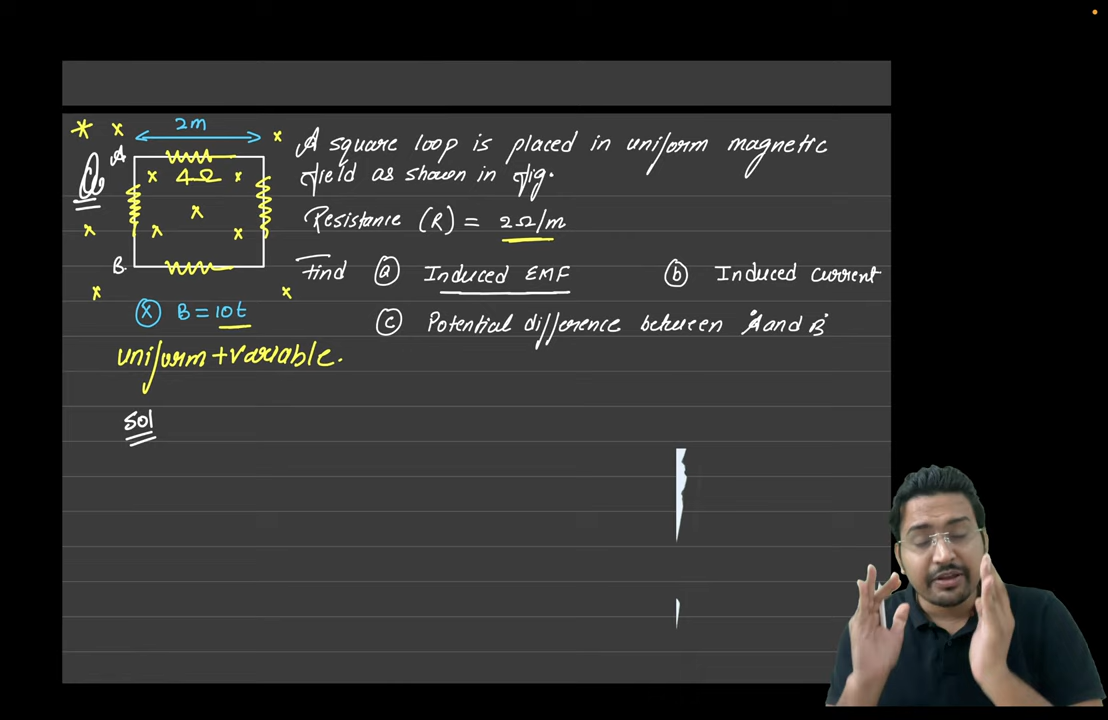 2m
A square loop is placed in uniform magnetic
A
4Ω
field as shown in fig.
Q
Resistance (R) = 2Ω/m
B
Find (a) Induced EMF (b) Induced current
(x) B = 10t
(c) Potential difference between A and B
uniform + variable.
Sol